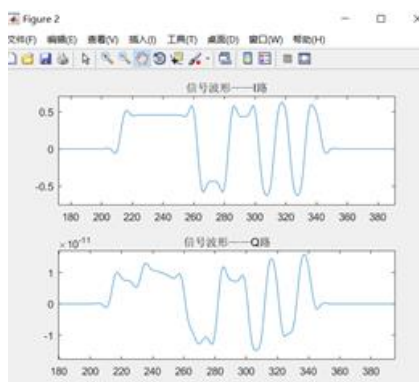 Figure 2
文件(F) 编辑(E) 查看(V) 插入(I) 工具(T) 桌面(D) 窗口(W) 帮助(H)
信号波形——I路
0.5
0
-0.5
180 200 220 240 260 280 300 320 340 360 380
×10⁻¹¹ 信号波形——Q路
1
0
-1
180 200 220 240 260 280 300 320 340 360 380